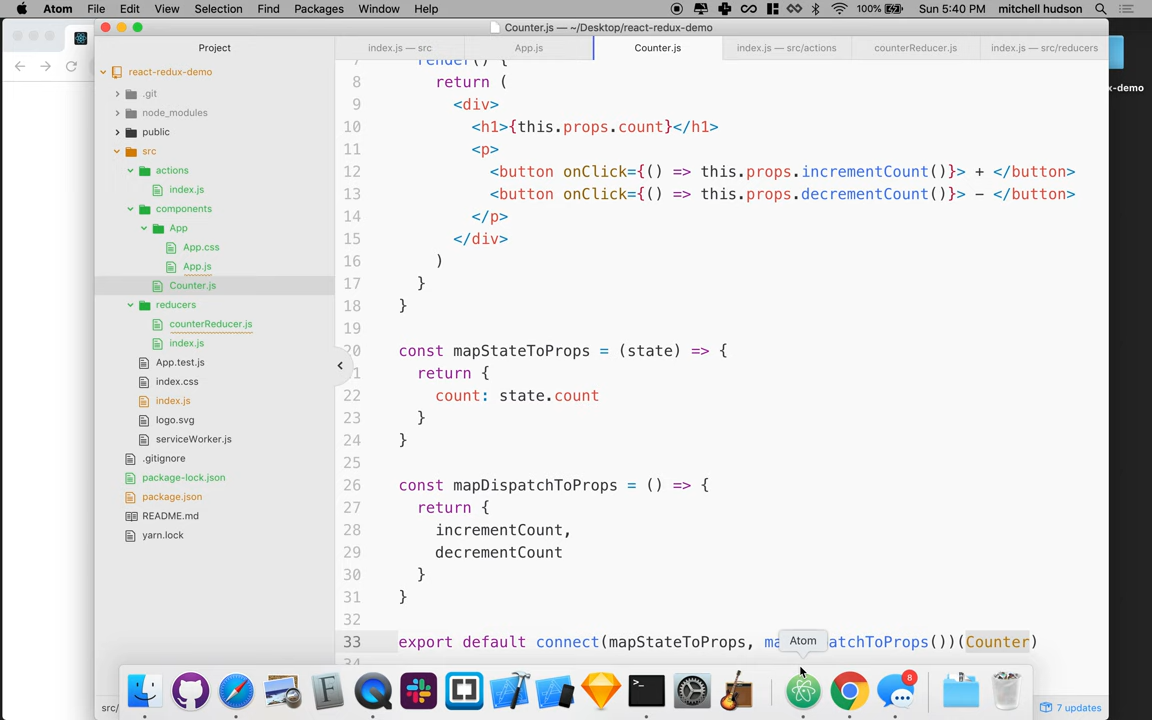 Atom File Edit View Selection Find Packages Window Help 100% Sun 5:40 PM mitchell hudson
Counter.js — ~/Desktop/react-redux-demo
Project index.js — src App.js Counter.js index.js — src/actions counterReducer.js index.js — src/reducers
react-redux-demo
.git
node_modules
public
src
actions
index.js
components
App
App.css
App.js
Counter.js
reducers
counterReducer.js
index.js
App.test.js
index.css
index.js
logo.svg
serviceWorker.js
.gitignore
package-lock.json
package.json
README.md
yarn.lock
x-demo
8 return (
9 <div>
10 <h1>{this.props.count}</h1>
11 <p>
12 <button onClick={() => this.props.incrementCount()}> + </button>
13 <button onClick={() => this.props.decrementCount()}> - </button>
14 </p>
15 </div>
16 )
17 }
18 }
19
20 const mapStateToProps = (state) => {
21 return {
22 count: state.count
23 }
24 }
25
26 const mapDispatchToProps = () => {
27 return {
28 incrementCount,
29 decrementCount
30 }
31 }
32
33 export default connect(mapStateToProps, ma atchToProps())(Counter)
Atom
8
src/
7 updates